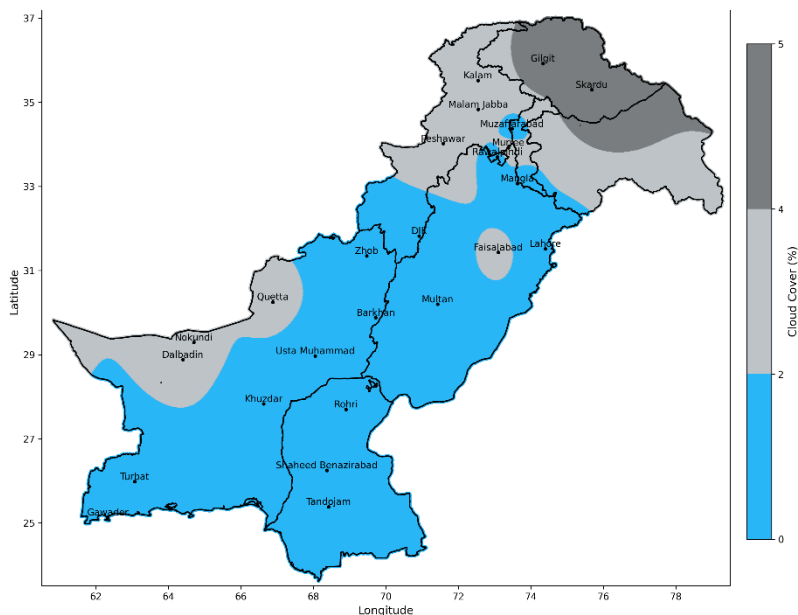 37
35
33
31
29
27
25
Latitude
62
64
66
68
70
72
74
76
78
Longitude
Gilgit
Skardu
Kalam
Malam Jabba
Muzaffarabad
Peshawar
Murree
Rawalpindi
Mangla
DIK
Zhob
Faisalabad
Lahore
Quetta
Barkhan
Multan
Nokundi
Dalbadin
Usta Muhammad
Khuzdar
Rohri
Shaheed Benazirabad
Turbat
Tandojam
Gawader
5
4
2
0
Cloud Cover (%)